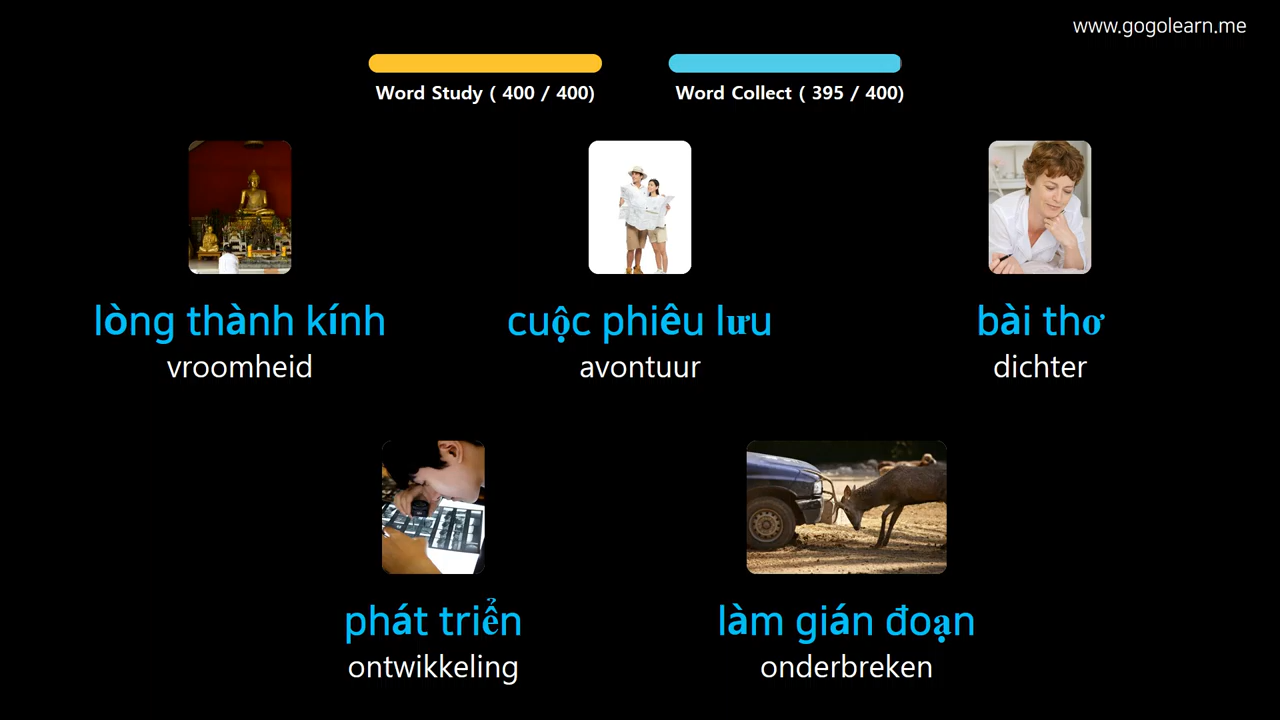 www.gogolearn.me
Word Study ( 400 / 400)
Word Collect ( 395 / 400)
lòng thành kính
vroomheid
cuộc phiêu lưu
avontuur
bài thơ
dichter
phát triển
ontwikkeling
làm gián đoạn
onderbreken